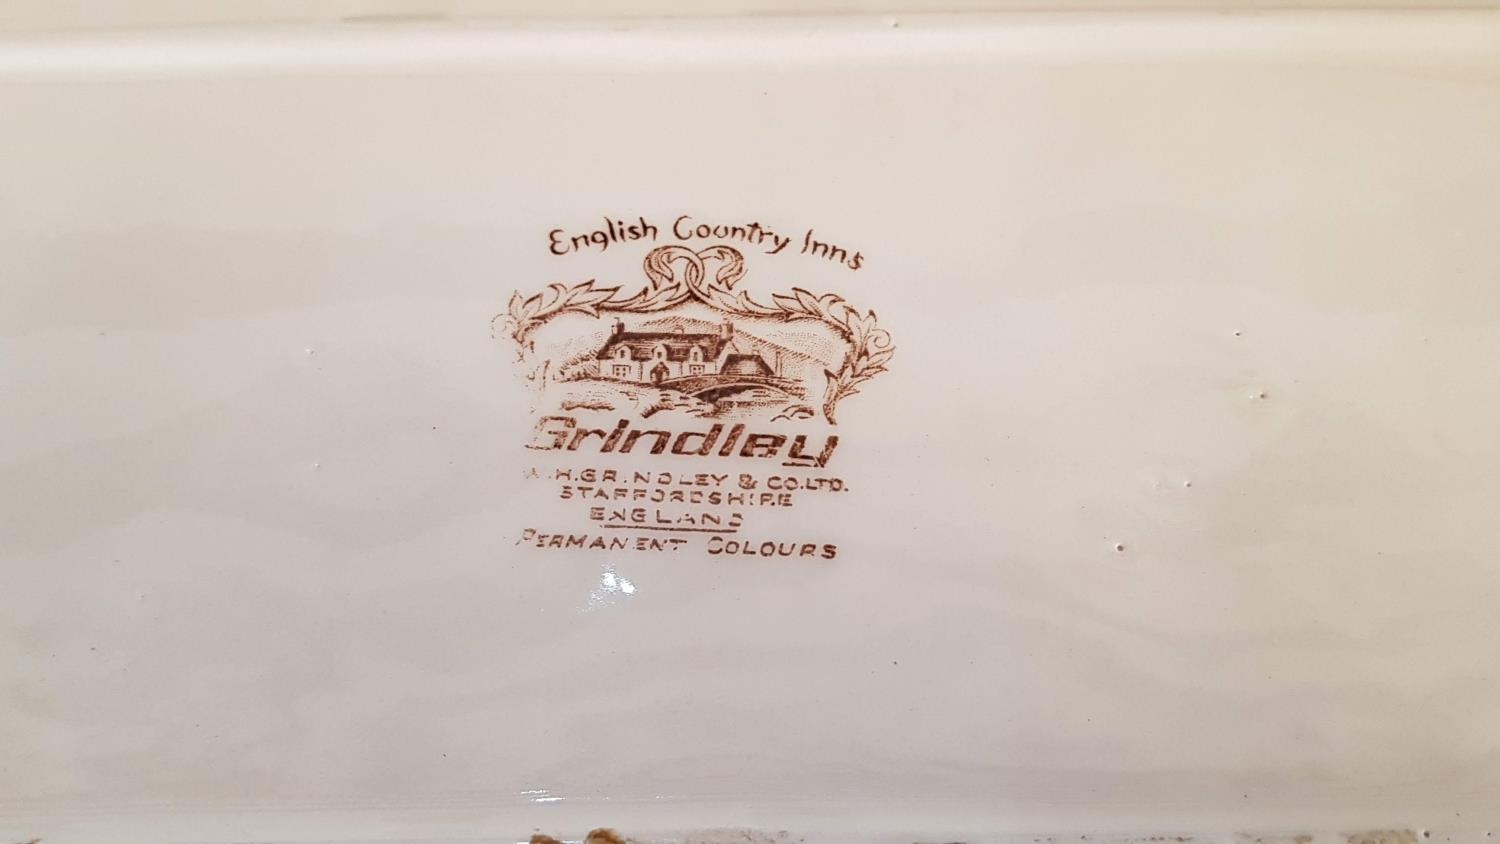 English Country Inns
Grindley
W.H.GRINDLEY & CO.LTD.
STAFFORDSHIRE
ENGLAND
PERMANENT COLOURS